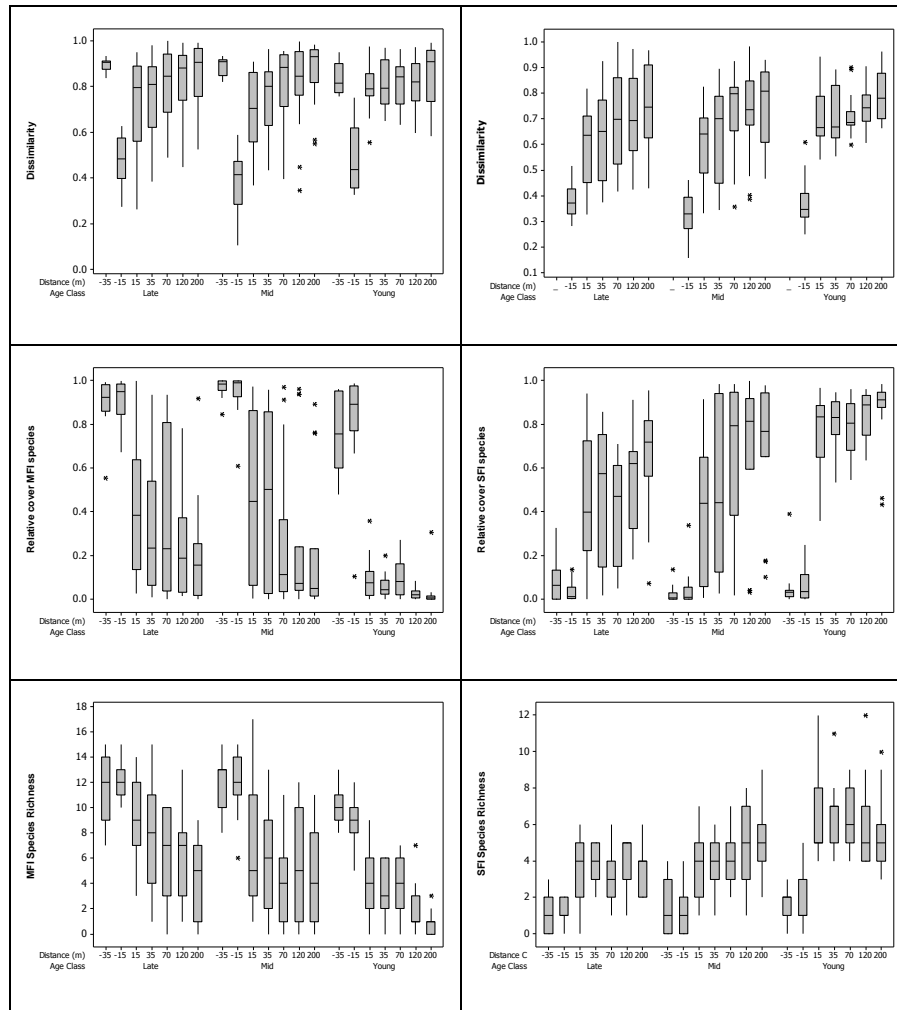 Dissimilarity
1.0
0.8
0.6
0.4
0.2
0.0
Distance (m) -35 -15 15 35 70 120 200 -35 -15 15 35 70 120 200 -35 -15 15 35 70 120 200
Age Class Late Mid Young
Dissimilarity
1.0
0.9
0.8
0.7
0.6
0.5
0.4
0.3
0.2
0.1
Distance (m) _ -15 15 35 70 120 200 _ -15 15 35 70 120 200 _ -15 15 35 70 120 200
Age Class Late Mid Young
Relative cover MFI species
1.0
0.8
0.6
0.4
0.2
0.0
Distance (m) -35 -15 15 35 70 120 200 -35 -15 15 35 70 120 200 -35 -15 15 35 70 120 200
Age Class Late Mid Young
Relative cover SFI species
1.0
0.8
0.6
0.4
0.2
0.0
Distance (m) -35 -15 15 35 70 120 200 -35 -15 15 35 70 120 200 -35 -15 15 35 70 120 200
Age Class Late Mid Young
MFI Species Richness
18
16
14
12
10
8
6
4
2
0
Distance (m) -35 -15 15 35 70 120 200 -35 -15 15 35 70 120 200 -35 -15 15 35 70 120 200
Age Class Late Mid Young
SFI Species Richness
12
10
8
6
4
2
0
Distance C -35 -15 15 35 70 120 200 -35 -15 15 35 70 120 200 -35 -15 15 35 70 120 200
Age Class Late Mid Young